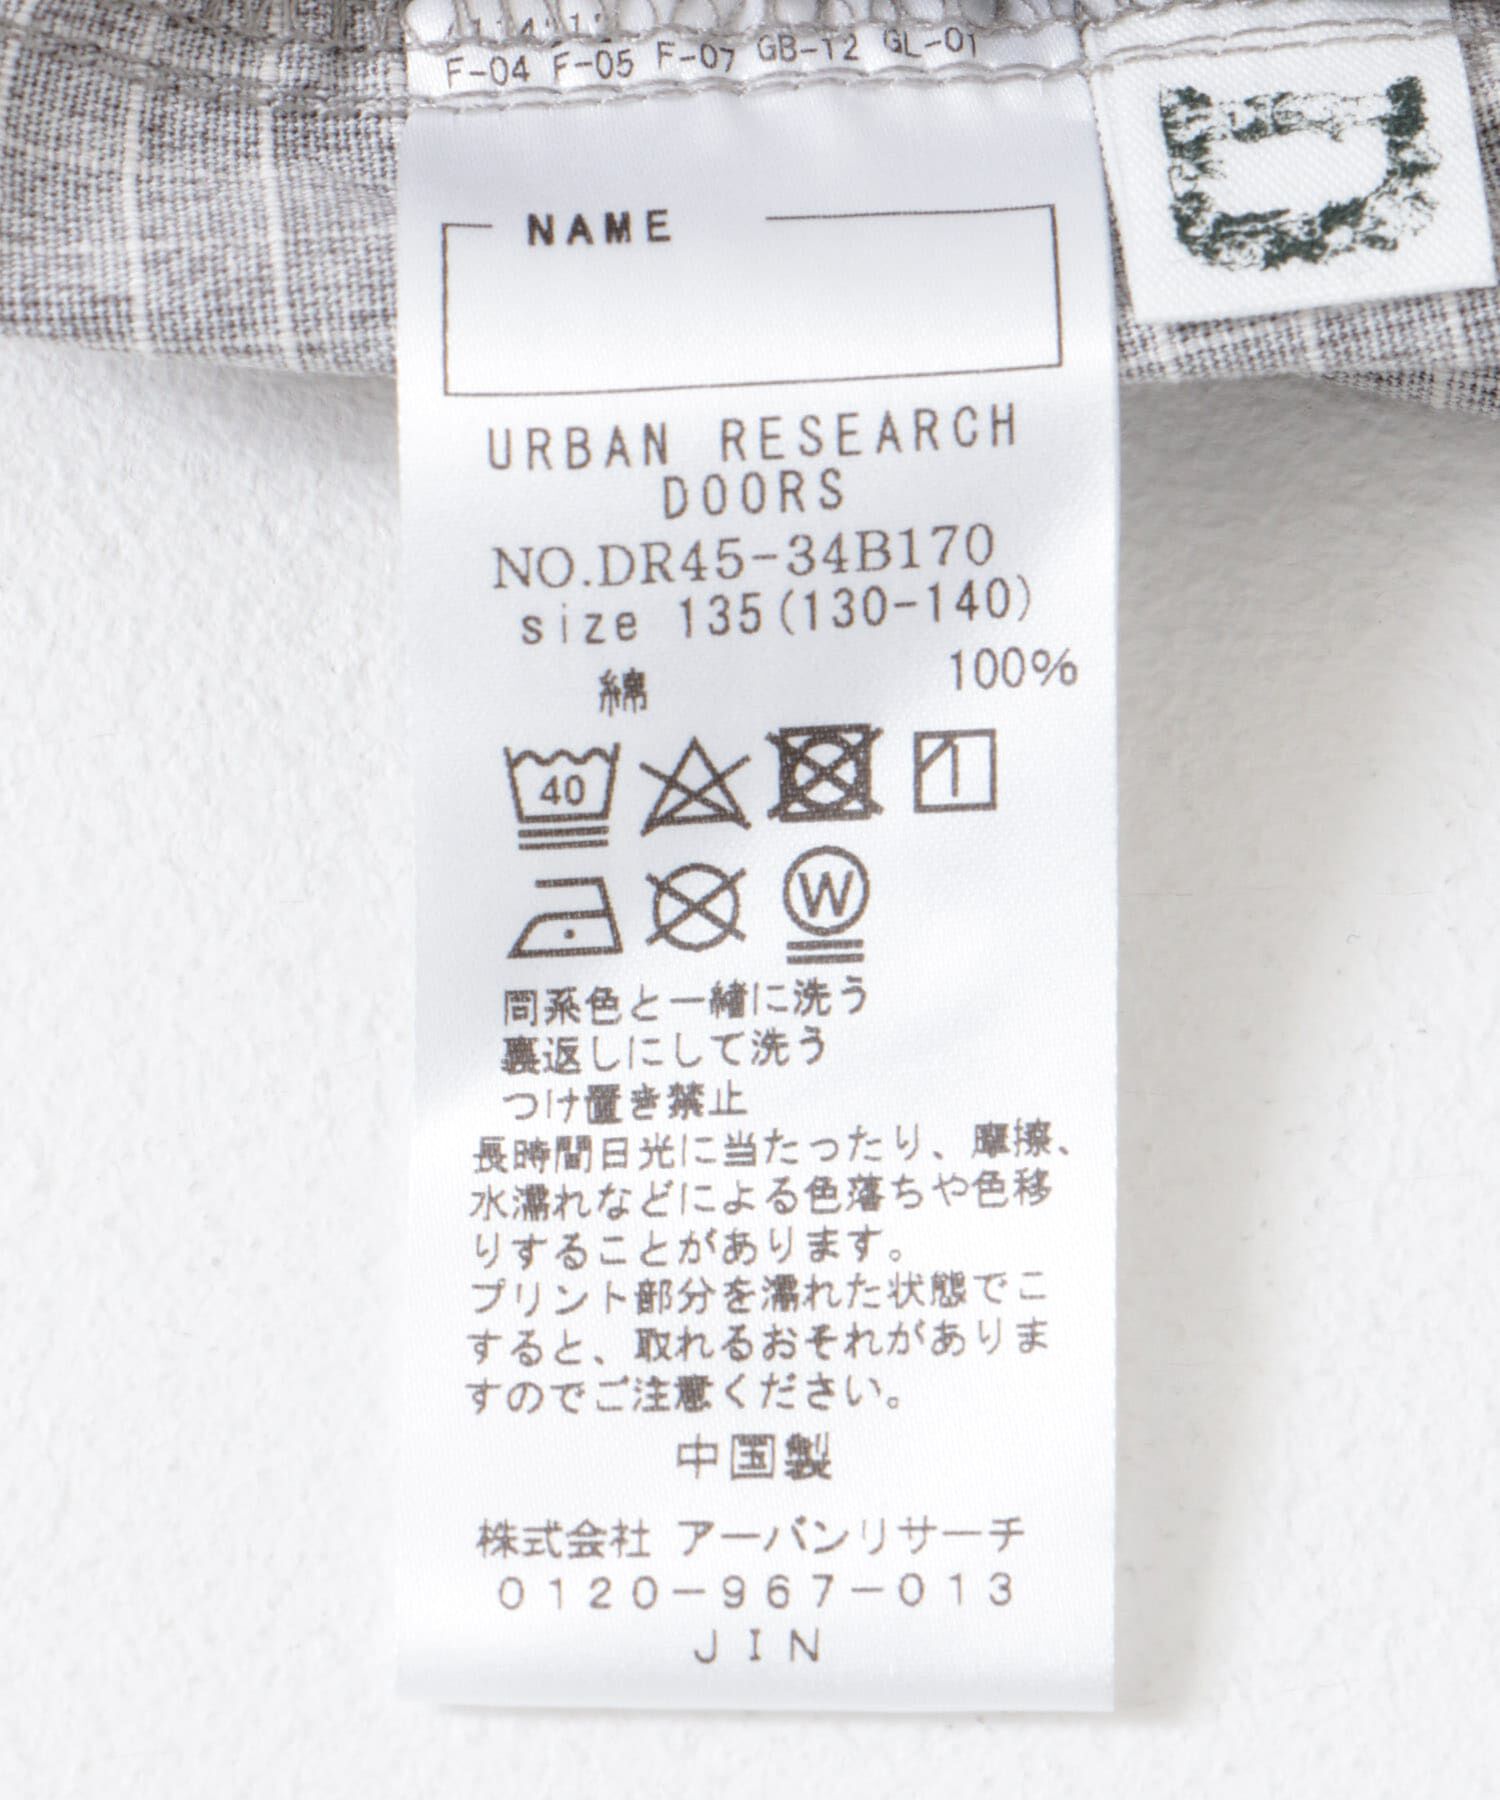 F-04 F-05 F-07 GB-12 GL-01
NAME
URBAN RESEARCH
DOORS
NO.DR45-34B170
size 135(130-140)
綿 100%
40
1
W
同系色と一緒に洗う
裏返しにして洗う
つけ置き禁止
長時間日光に当たったり、摩擦、
水濡れなどによる色落ちや色移
りすることがあります。
プリント部分を濡れた状態でこ
すると、取れるおそれがありま
すのでご注意ください。
中国製
株式会社 アーバンリサーチ
0120-967-013
JIN